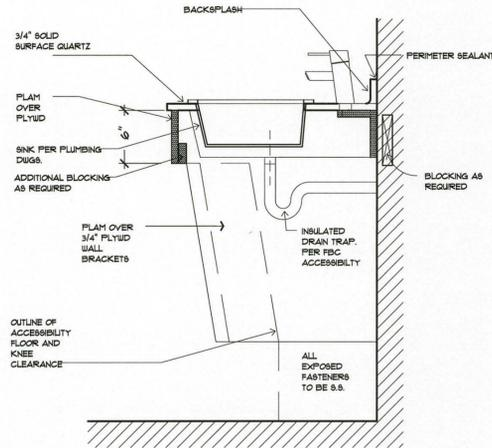 BACKSPLASH
3/4" SOLID
SURFACE QUARTZ
PERIMETER SEALANT
PLAM
OVER
PLYWD
6"
SINK PER PLUMBING
DWGS.
ADDITIONAL BLOCKING
AS REQUIRED
BLOCKING AS
REQUIRED
PLAM OVER
3/4" PLYWD
WALL
BRACKETS
INSULATED
DRAIN TRAP.
PER FBC
ACCESSIBILTY
OUTLINE OF
ACCESSIBILITY
FLOOR AND
KNEE
CLEARANCE
ALL
EXPOSED
FASTENERS
TO BE S.S.